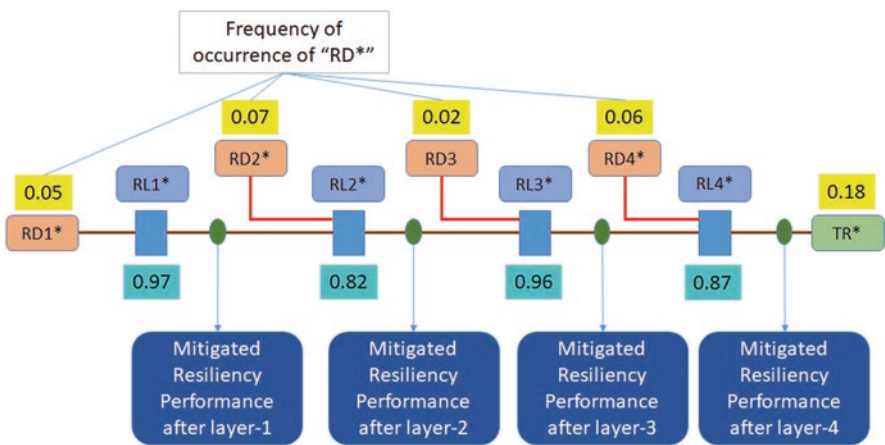 Frequency of
occurrence of “RD*”
0.07
0.02
0.06
RD2*
RD3
RD4*
0.05
RL1*
RL2*
RL3*
RL4*
0.18
RD1*
TR*
0.97
0.82
0.96
0.87
Mitigated
Resiliency
Performance
after layer-1
Mitigated
Resiliency
Performance
after layer-2
Mitigated
Resiliency
Performance
after layer-3
Mitigated
Resiliency
Performance
after layer-4